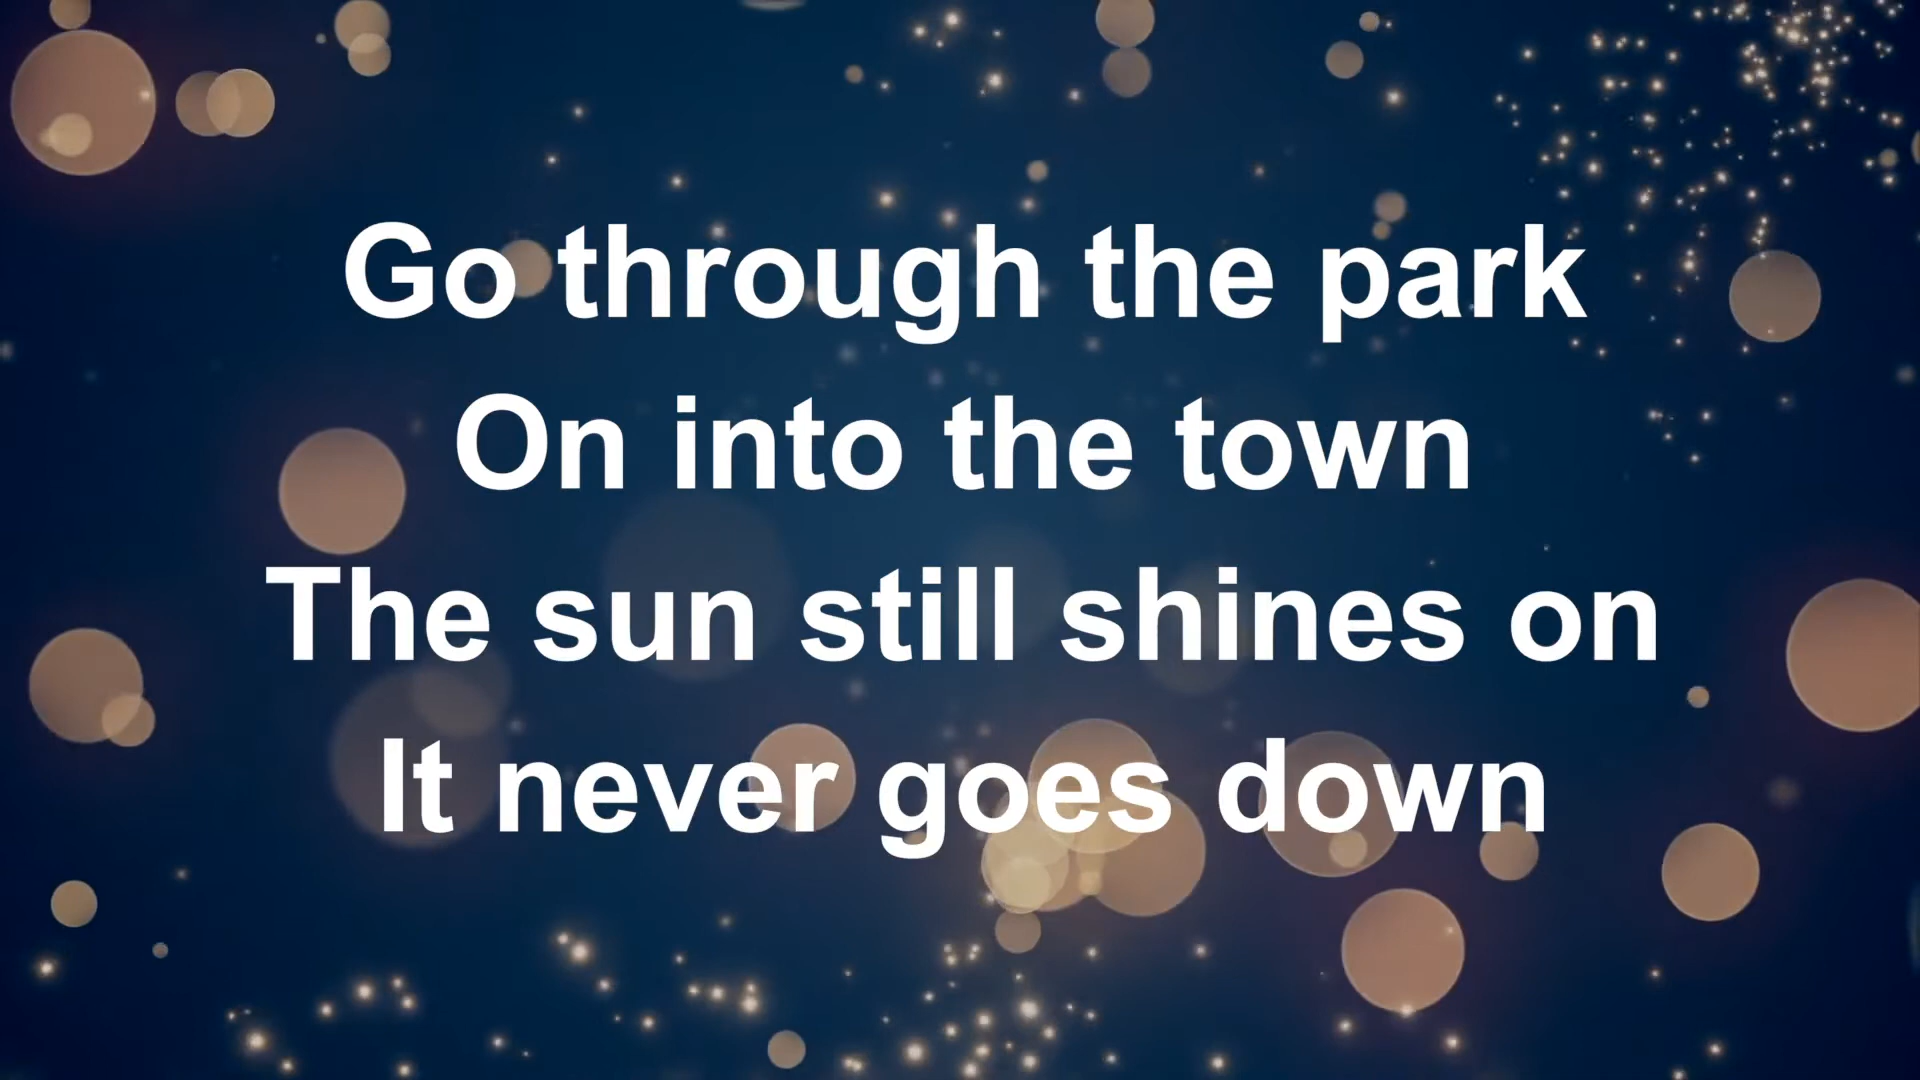 Go through the park
On into the town
The sun still shines on
It never goes down